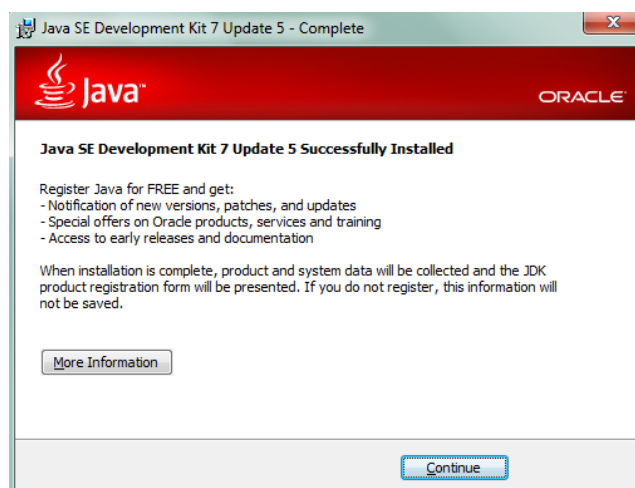 Java SE Development Kit 7 Update 5 - Complete
Java™
ORACLE
Java SE Development Kit 7 Update 5 Successfully Installed
Register Java for FREE and get:
- Notification of new versions, patches, and updates
- Special offers on Oracle products, services and training
- Access to early releases and documentation
When installation is complete, product and system data will be collected and the JDK
product registration form will be presented. If you do not register, this information will
not be saved.
More Information
Continue